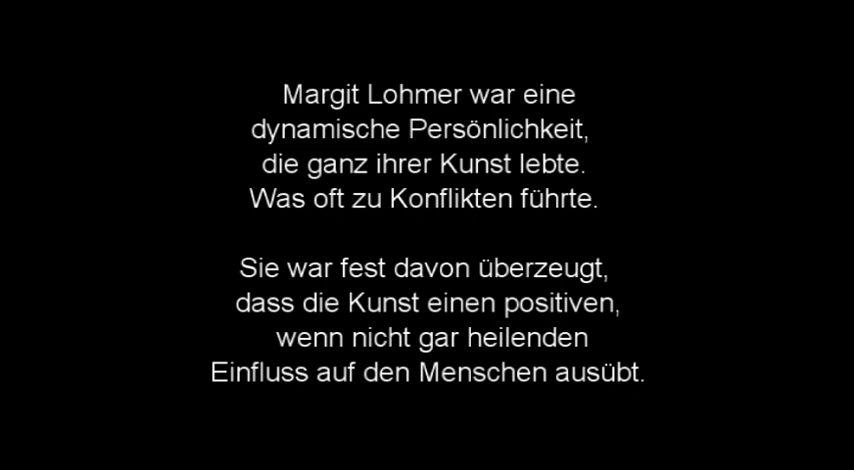 Margit Lohmer war eine
dynamische Persönlichkeit,
die ganz ihrer Kunst lebte.
Was oft zu Konflikten führte.
Sie war fest davon überzeugt,
dass die Kunst einen positiven,
wenn nicht gar heilenden
Einfluss auf den Menschen ausübt.